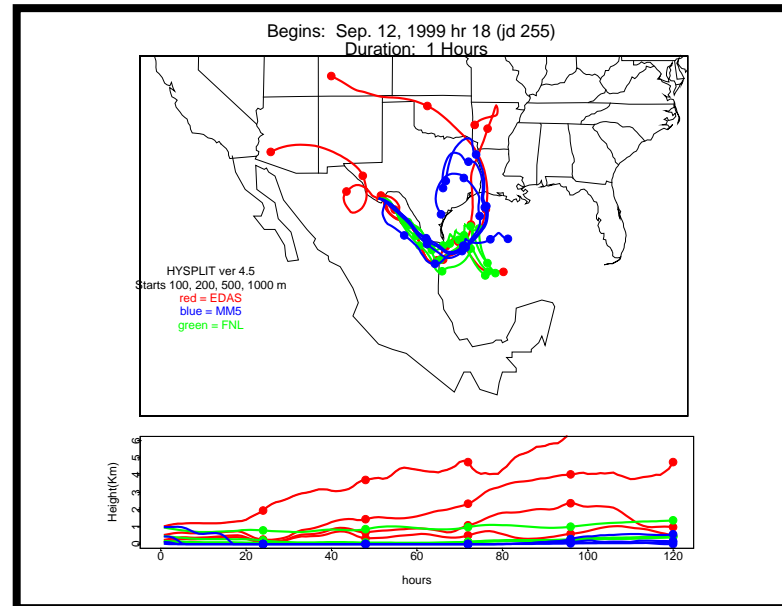 Begins: Sep. 12, 1999 hr 18 (jd 255)
Duration: 1 Hours
HYSPLIT ver 4.5
Starts 100, 200, 500, 1000 m
red = EDAS
blue = MM5
green = FNL
Height(Km)
6
5
4
3
2
1
0
0 20 40 60 80 100 120
hours